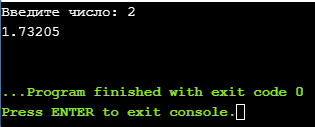 Введите число: 2
1.73205
...Program finished with exit code 0
Press ENTER to exit console.